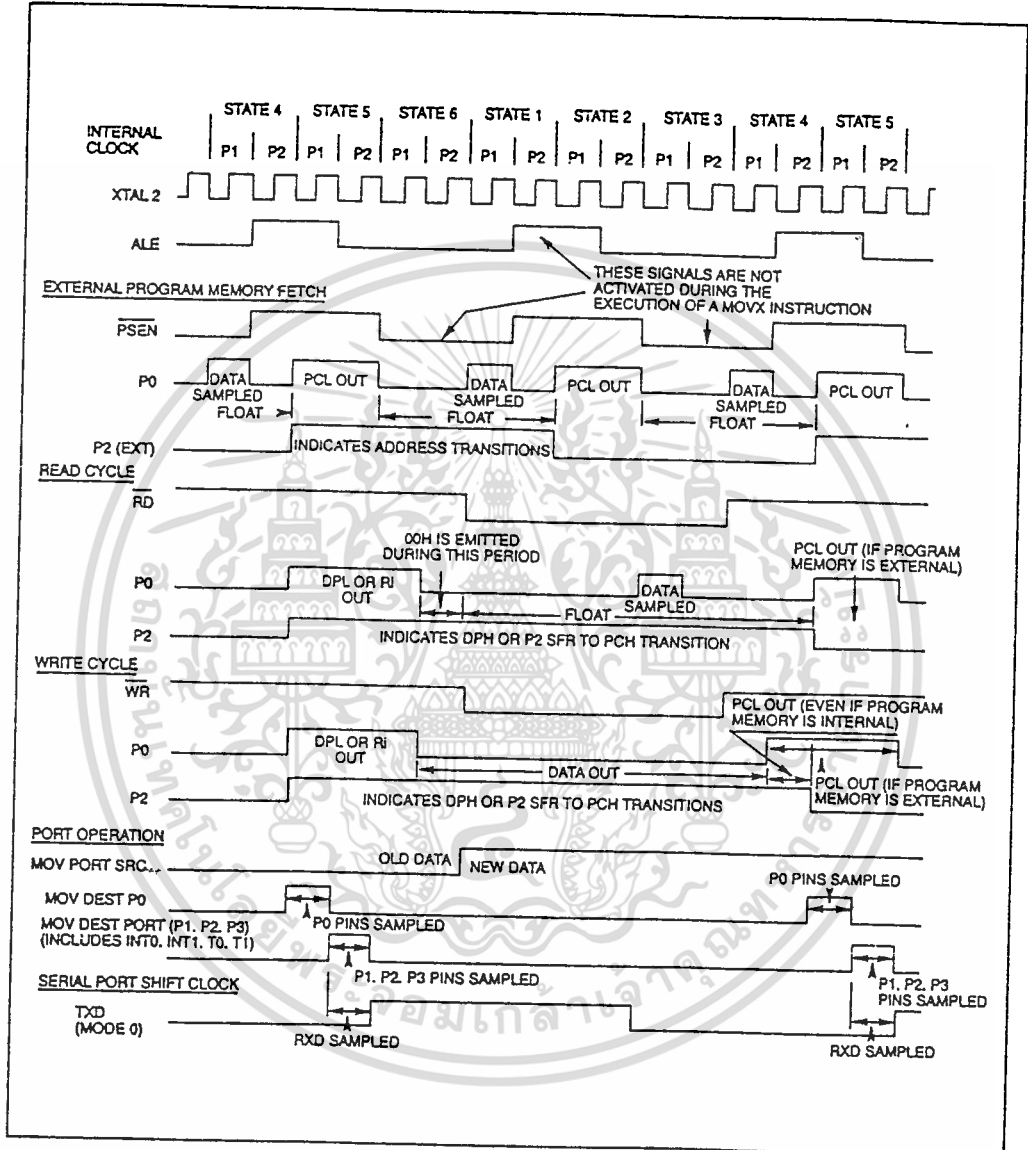 STATE 4 STATE 5 STATE 6 STATE 1 STATE 2 STATE 3 STATE 4 STATE 5
INTERNAL
CLOCK
P1 P2 P1 P2 P1 P2 P1 P2 P1 P2 P1 P2 P1 P2 P1 P2
XTAL 2
ALE
THESE SIGNALS ARE NOT
ACTIVATED DURING THE
EXECUTION OF A MOVX INSTRUCTION
EXTERNAL PROGRAM MEMORY FETCH
PSEN
P0 DATA SAMPLED PCL OUT DATA SAMPLED PCL OUT DATA SAMPLED PCL OUT
FLOAT FLOAT FLOAT
P2 (EXT) INDICATES ADDRESS TRANSITIONS
READ CYCLE
RD
00H IS EMITTED
DURING THIS PERIOD
PCL OUT (IF PROGRAM
MEMORY IS EXTERNAL)
P0 DPL OR Ri OUT DATA SAMPLED
FLOAT
P2 INDICATES DPH OR P2 SFR TO PCH TRANSITION
WRITE CYCLE
WR
PCL OUT (EVEN IF PROGRAM
MEMORY IS INTERNAL)
P0 DPL OR Ri OUT
DATA OUT
PCL OUT (IF PROGRAM
MEMORY IS EXTERNAL)
P2 INDICATES DPH OR P2 SFR TO PCH TRANSITIONS
PORT OPERATION
MOV PORT SRC OLD DATA NEW DATA
P0 PINS SAMPLED
MOV DEST P0
P0 PINS SAMPLED
MOV DEST PORT (P1. P2. P3)
(INCLUDES INT0. INT1. T0. T1)
P1. P2. P3 PINS SAMPLED
P1. P2. P3
PINS SAMPLED
SERIAL PORT SHIFT CLOCK
TXD
(MODE 0)
RXD SAMPLED RXD SAMPLED